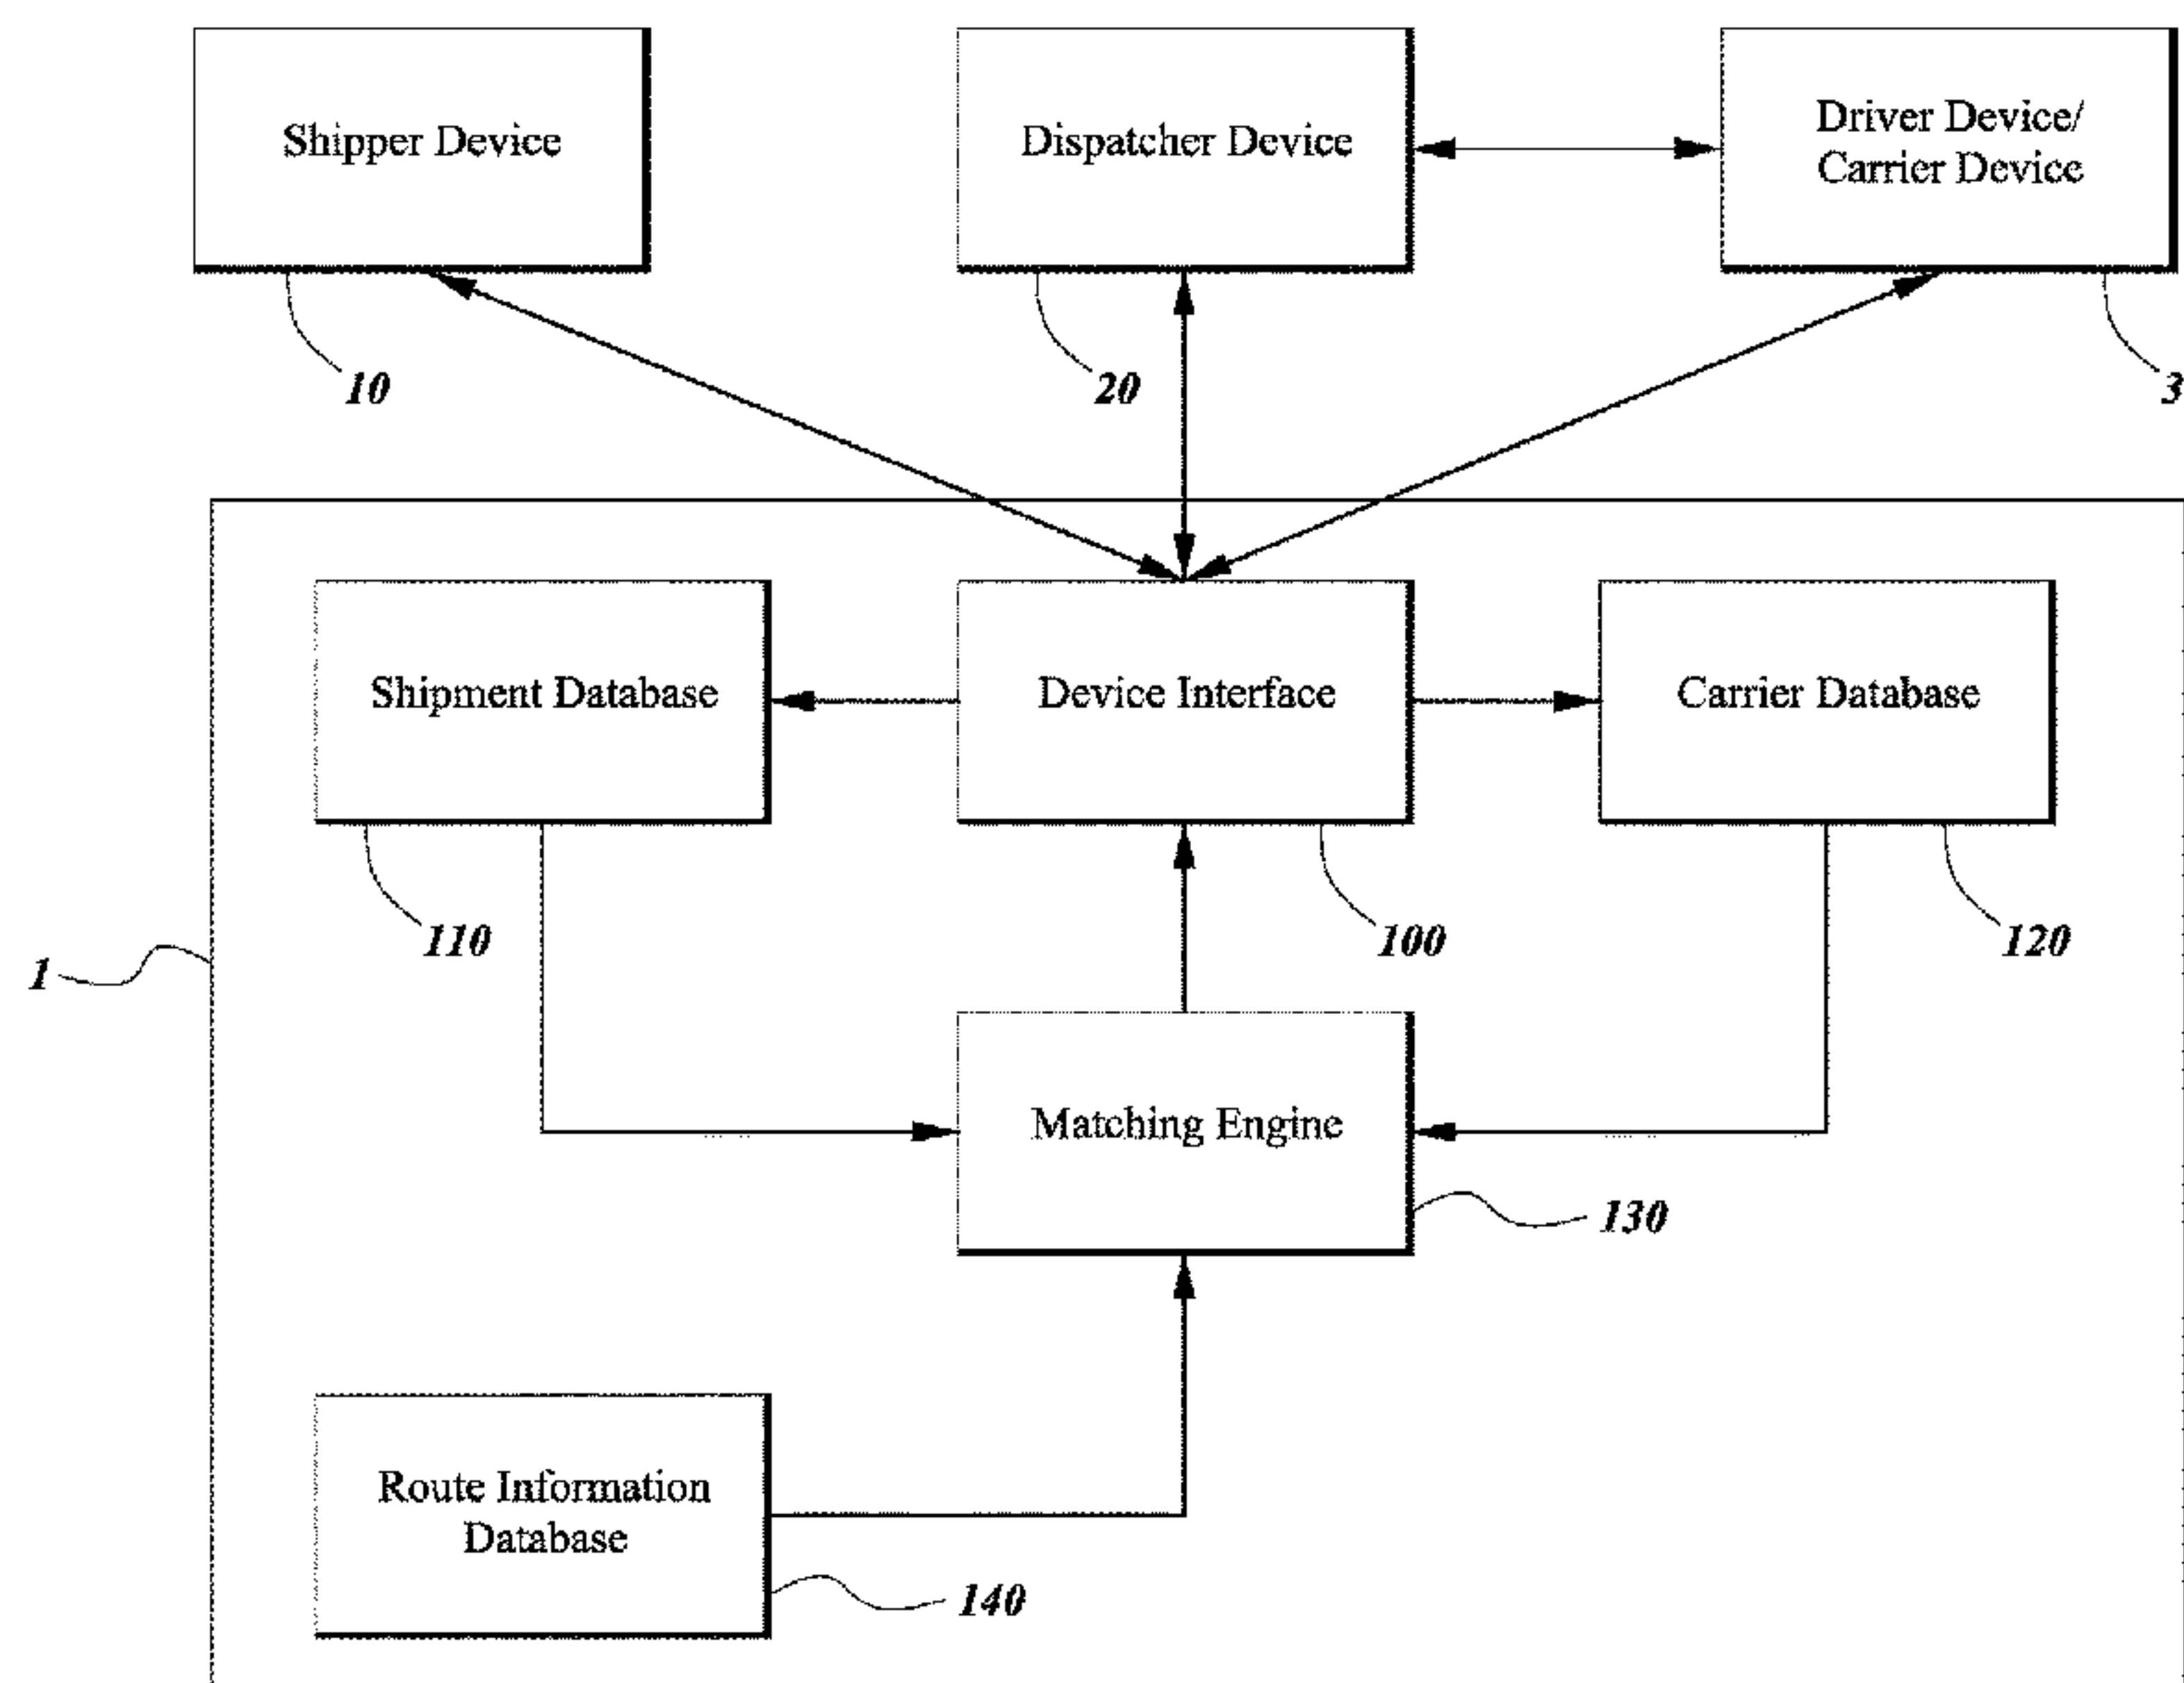 Shipper Device
Dispatcher Device
Driver Device/
Carrier Device
10
20
3
Shipment Database
Device Interface
Carrier Database
110
100
120
1
Matching Engine
130
Route Information
Database
140